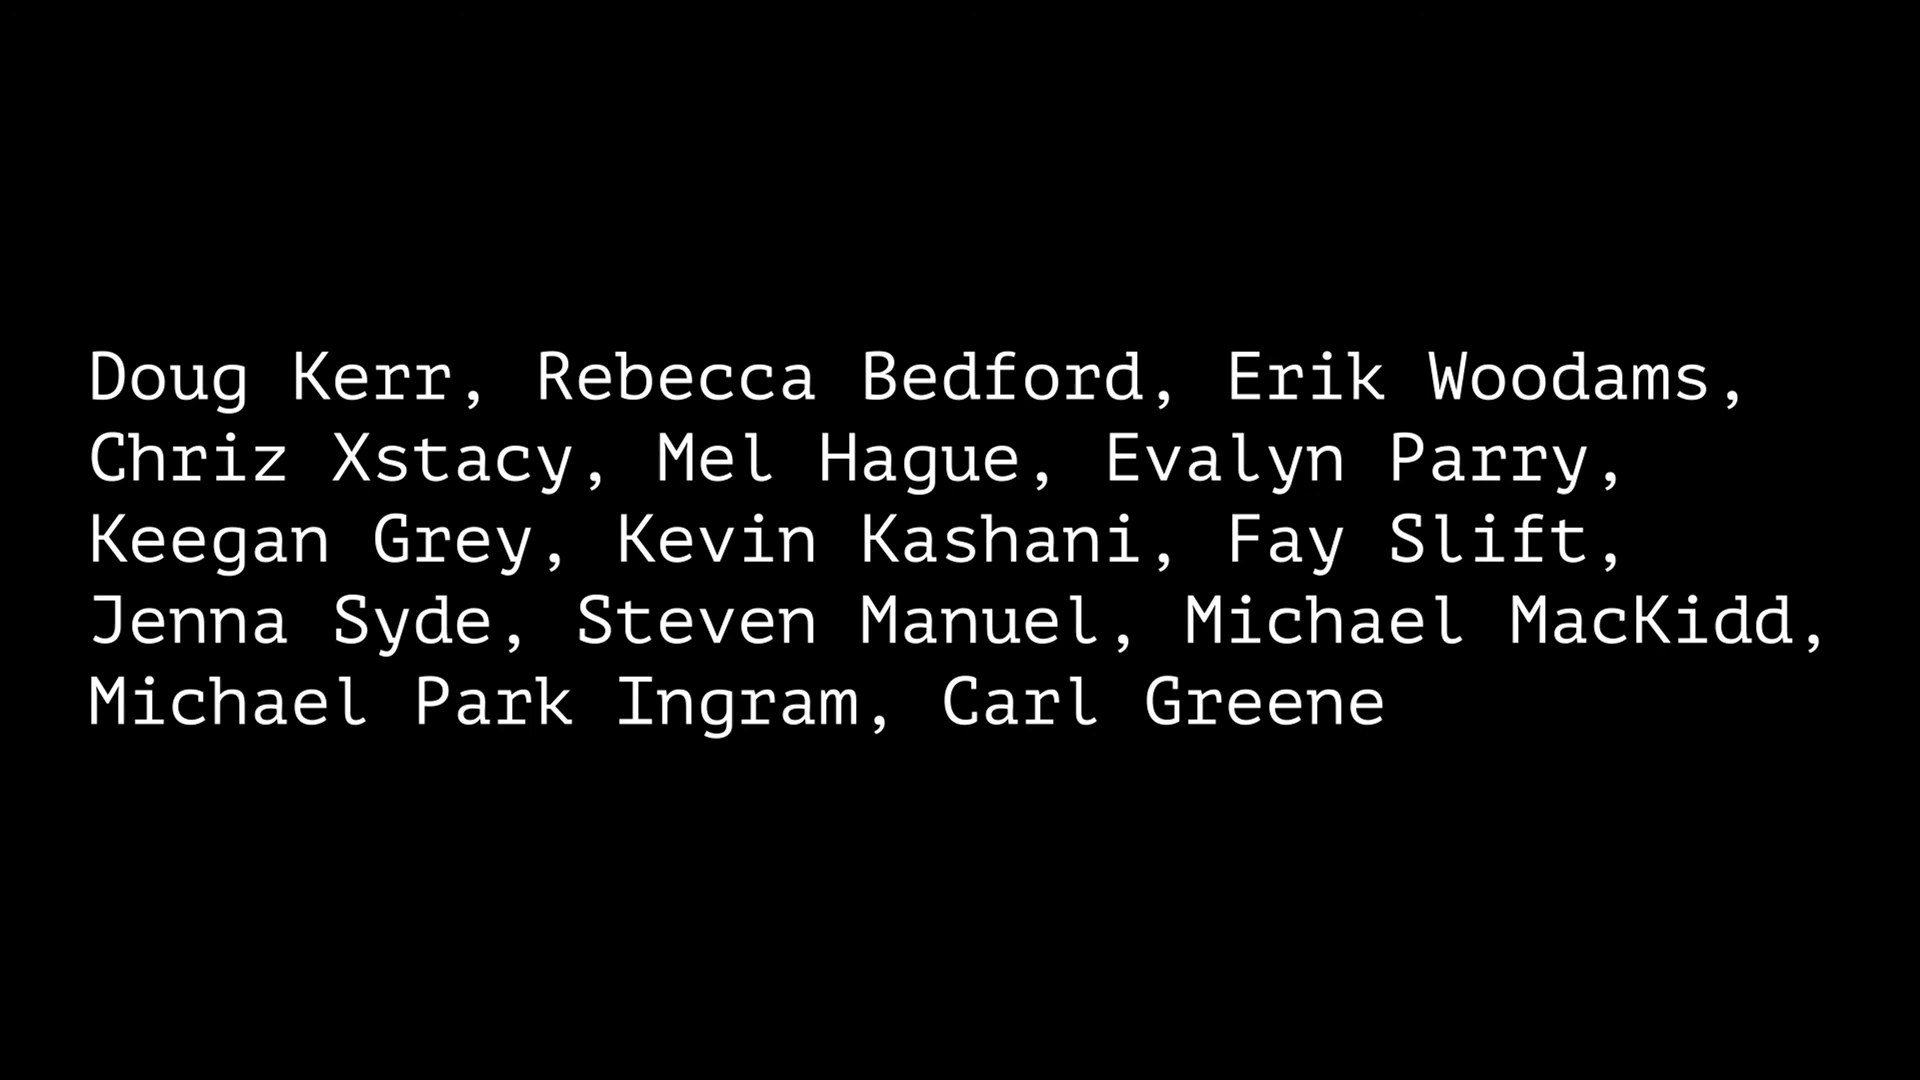 Doug Kerr, Rebecca Bedford, Erik Woodams,
Chriz Xstacy, Mel Hague, Evalyn Parry,
Keegan Grey, Kevin Kashani, Fay Slift,
Jenna Syde, Steven Manuel, Michael MacKidd,
Michael Park Ingram, Carl Greene